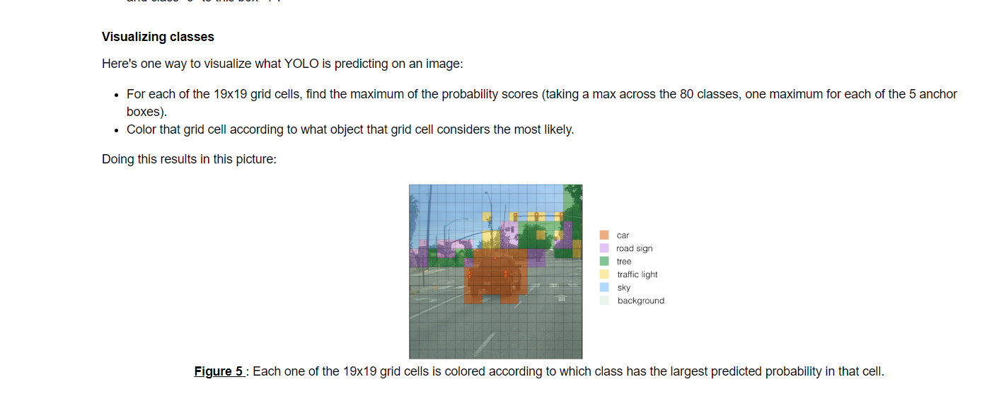 Visualizing classes
Here's one way to visualize what YOLO is predicting on an image:
• For each of the 19x19 grid cells, find the maximum of the probability scores (taking a max across the 80 classes, one maximum for each of the 5 anchor
boxes).
• Color that grid cell according to what object that grid cell considers the most likely.
Doing this results in this picture:
car
road sign
tree
traffic light
sky
background
Figure 5 : Each one of the 19x19 grid cells is colored according to which class has the largest predicted probability in that cell.